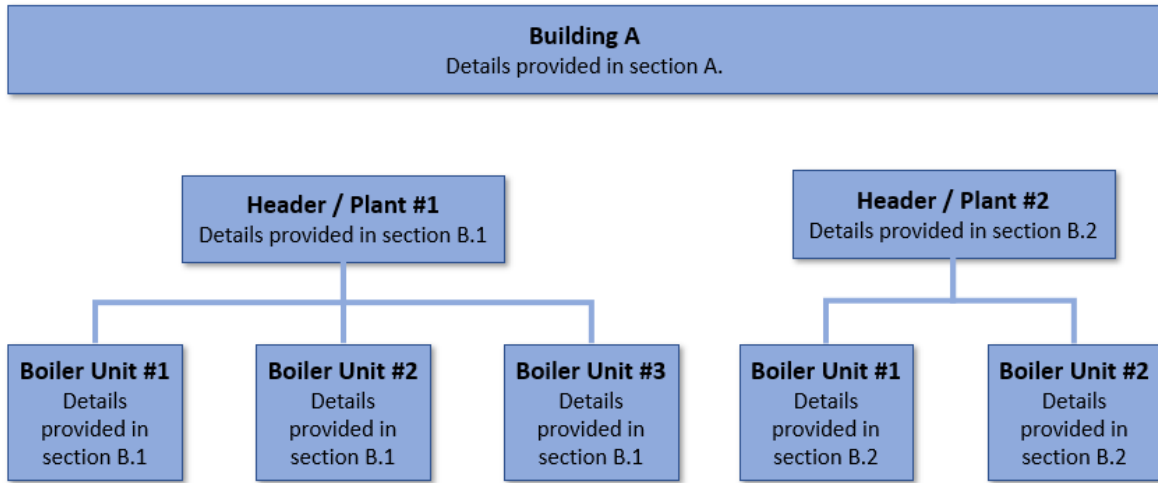 Building A
Details provided in section A.
Header / Plant #1
Details provided in section B.1
Header / Plant #2
Details provided in section B.2
Boiler Unit #1
Details
provided in
section B.1
Boiler Unit #2
Details
provided in
section B.1
Boiler Unit #3
Details
provided in
section B.1
Boiler Unit #1
Details
provided in
section B.2
Boiler Unit #2
Details
provided in
section B.2